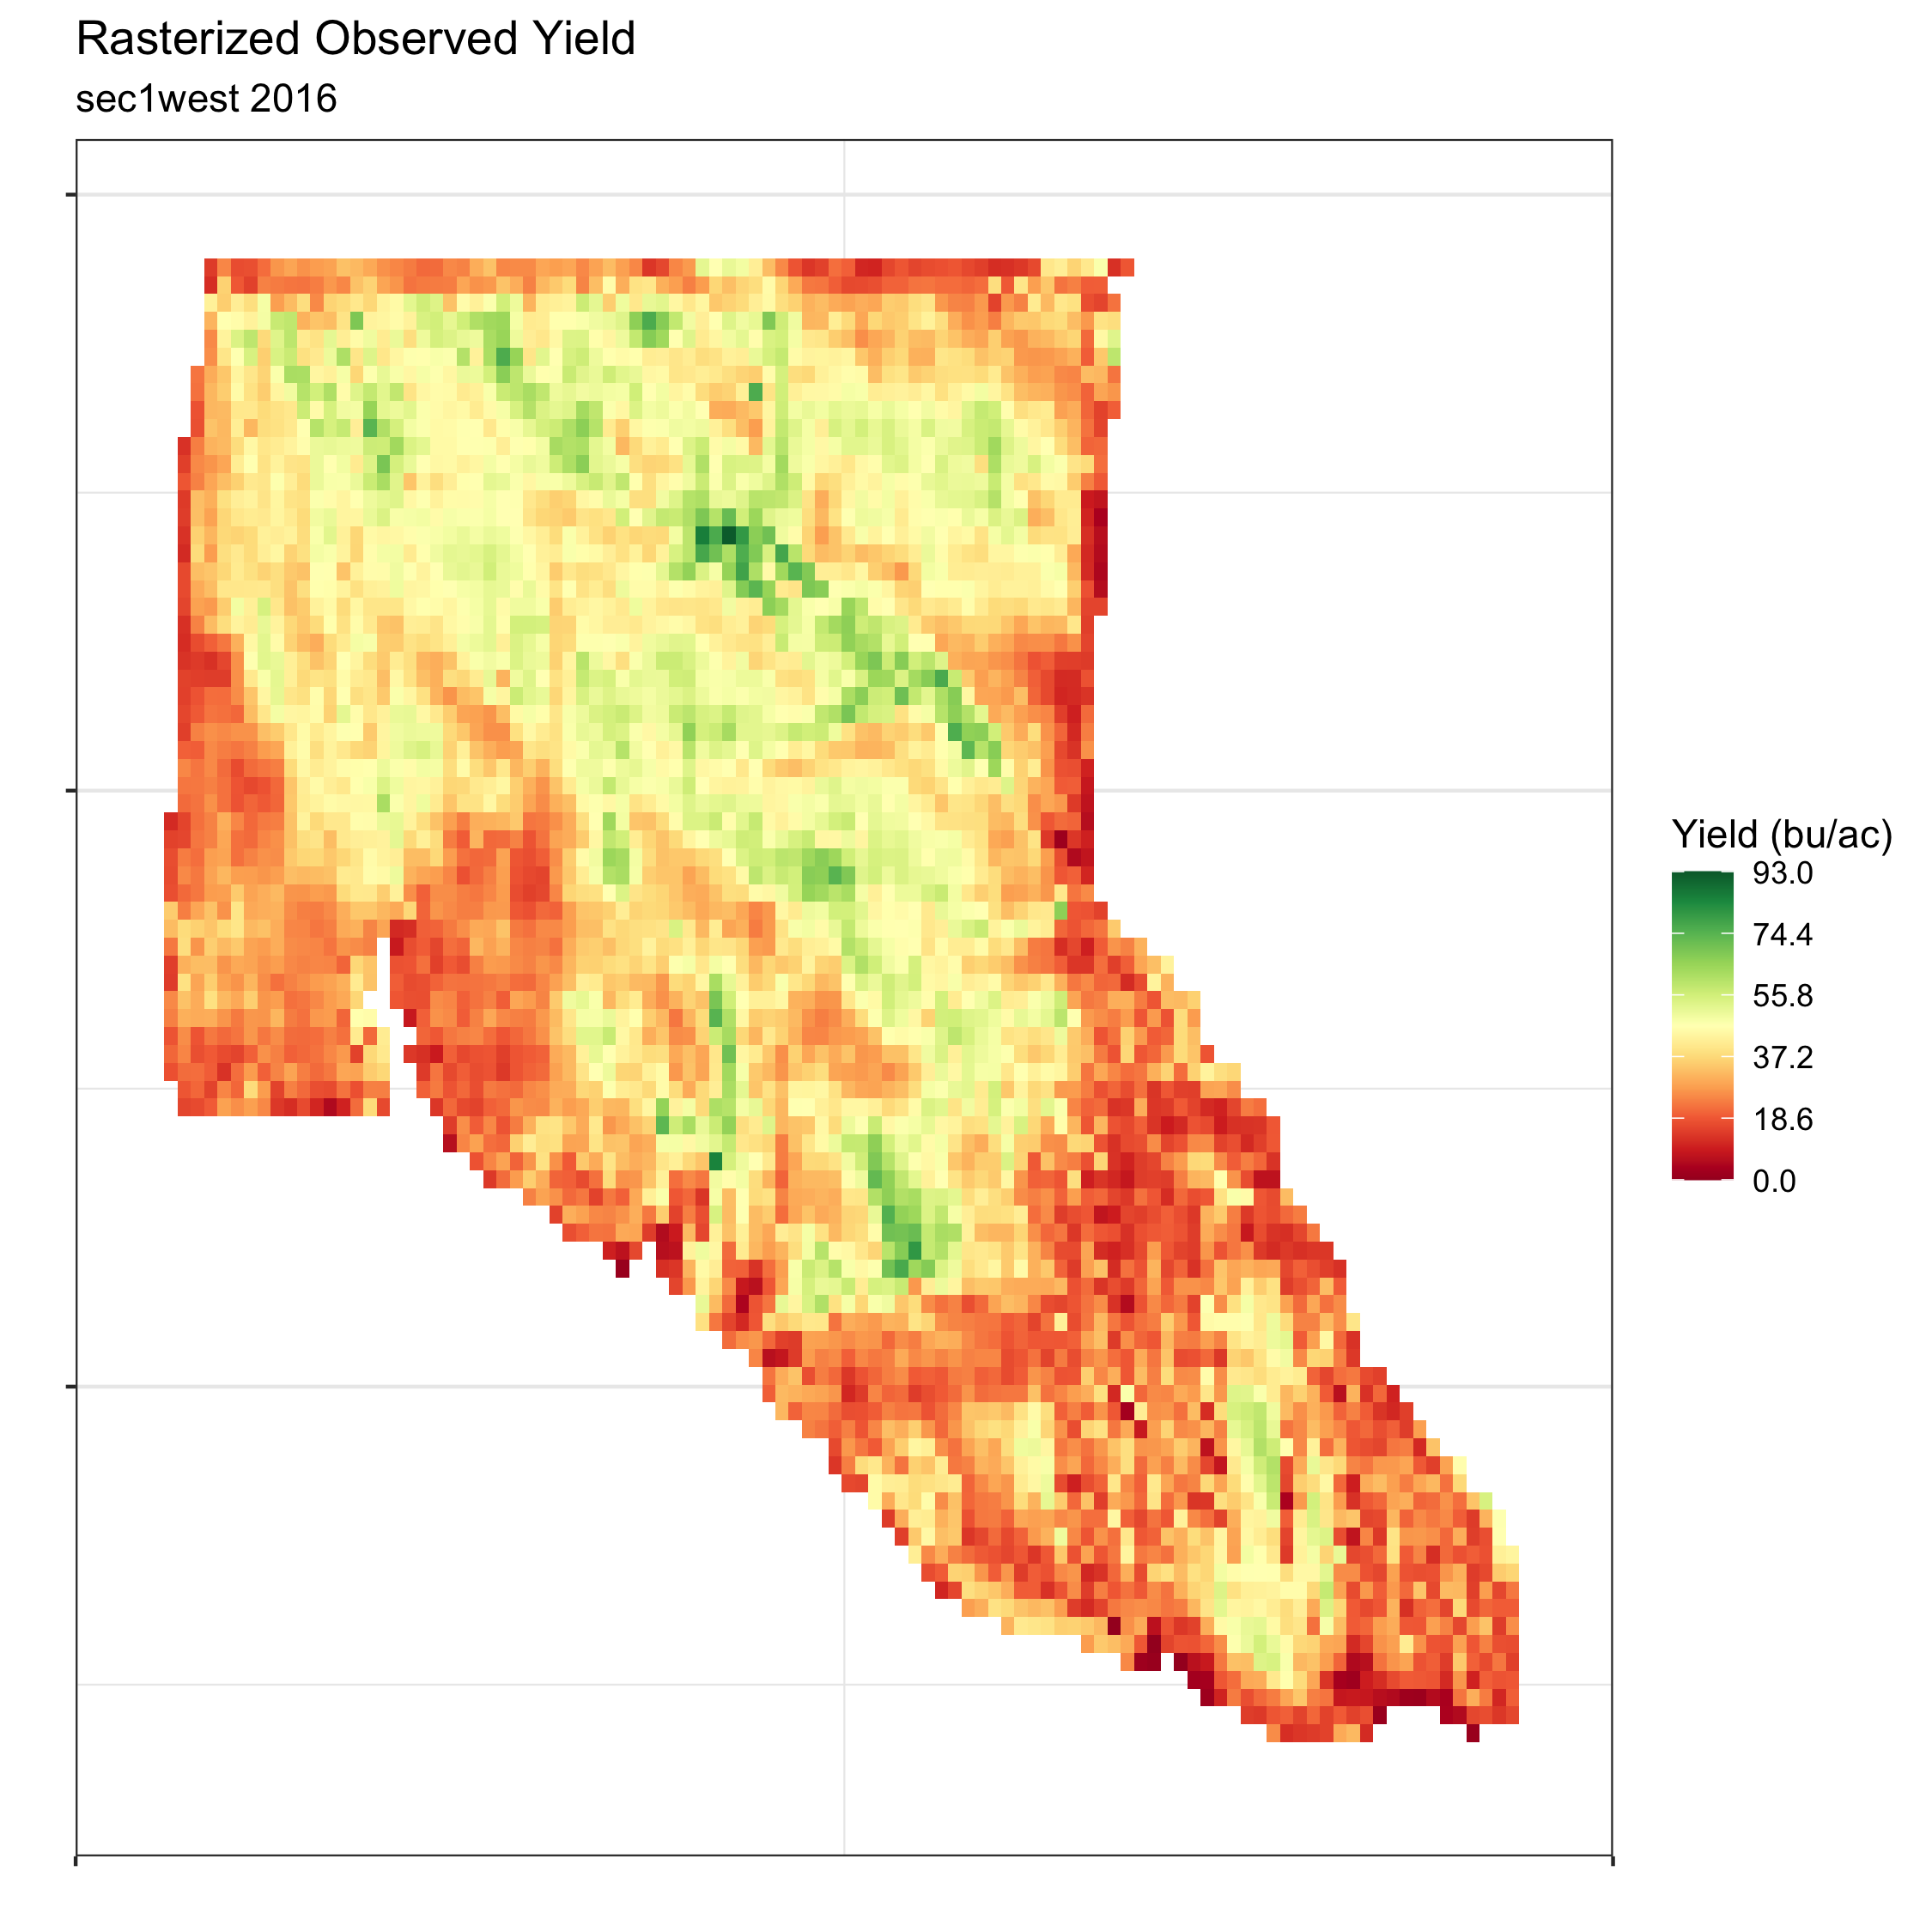 Rasterized Observed Yield
sec1west 2016
Yield (bu/ac)
93.0
74.4
55.8
37.2
18.6
0.0